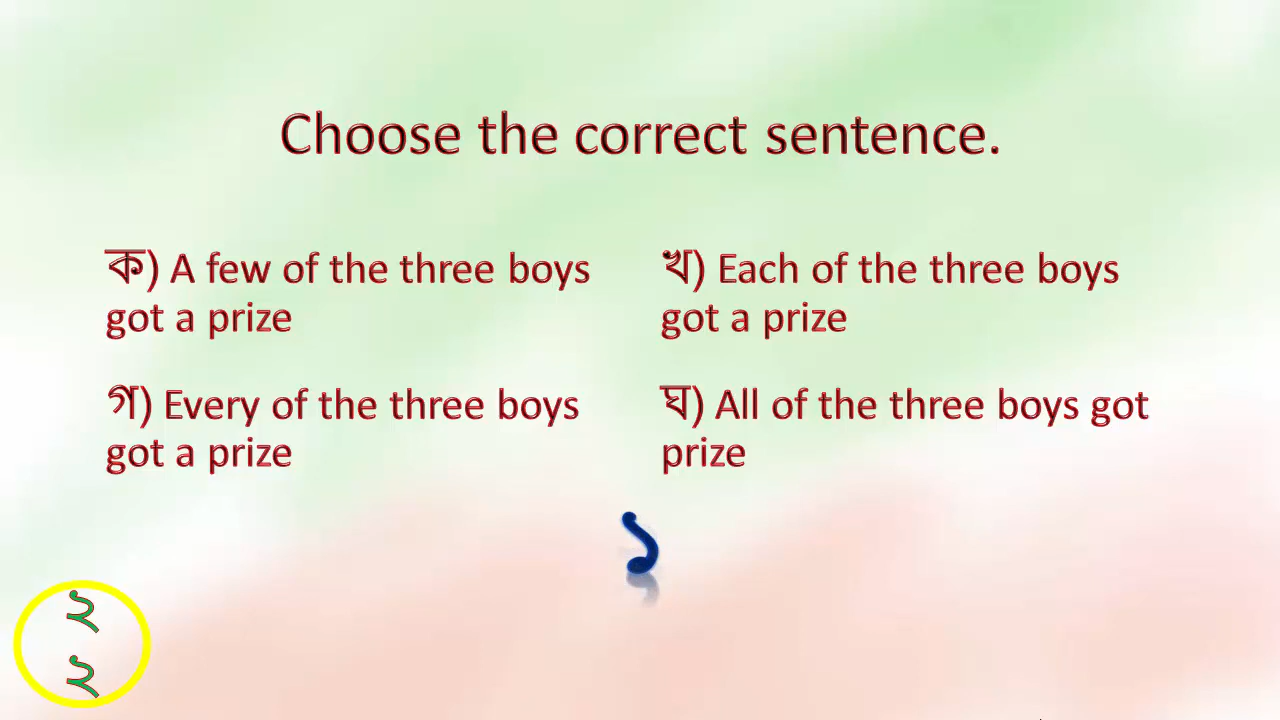 Choose the correct sentence.
ক) A few of the three boys
got a prize
খ) Each of the three boys
got a prize
গ) Every of the three boys
got a prize
ঘ) All of the three boys got
prize
১
২
২